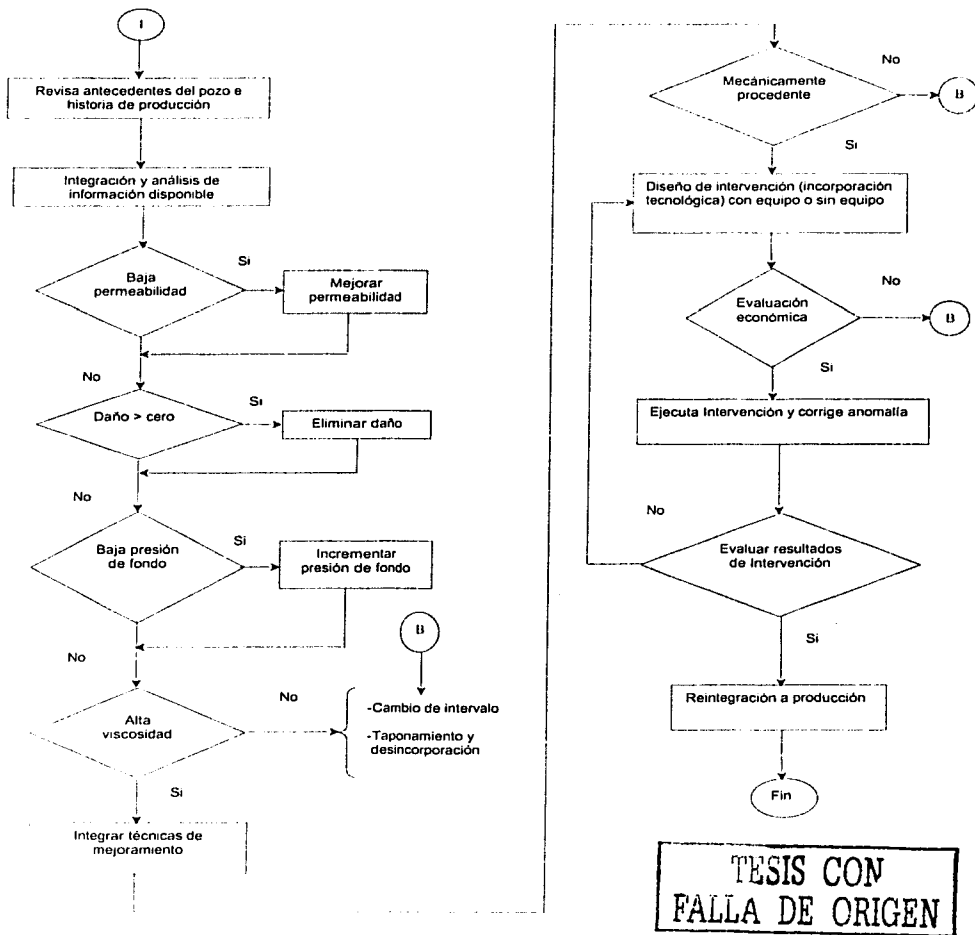 I
Revisa antecedentes del pozo e
historia de producción
Integración y análisis de
información disponible
Baja
permeabilidad
Si
Mejorar
permeabilidad
No
Daño > cero
Si
Eliminar daño
No
Baja presión
de fondo
Si
Incrementar
presión de fondo
B
No
Alta
viscosidad
No
-Cambio de intervalo
-Taponamiento y
desincorporación
Si
Integrar técnicas de
mejoramiento
Mecánicamente
procedente
No
B
Si
Diseño de intervención (incorporación
tecnológica) con equipo o sin equipo
Evaluación
económica
No
B
Si
Ejecuta Intervención y corrige anomalía
No
Evaluar resultados
de Intervención
Si
Reintegración a producción
Fin
TESIS CON
FALLA DE ORIGEN